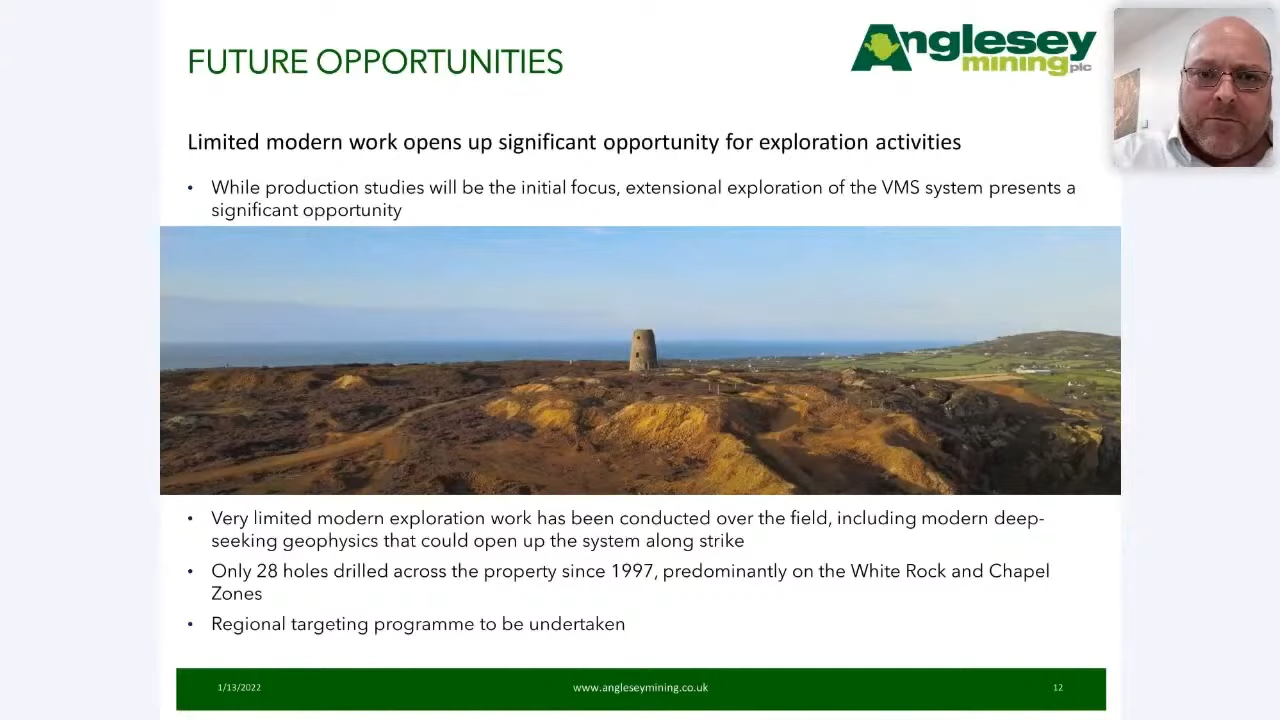 FUTURE OPPORTUNITIES
Anglesey
mining plc
Limited modern work opens up significant opportunity for exploration activities
• While production studies will be the initial focus, extensional exploration of the VMS system presents a
significant opportunity
• Very limited modern exploration work has been conducted over the field, including modern deep-
seeking geophysics that could open up the system along strike
• Only 28 holes drilled across the property since 1997, predominantly on the White Rock and Chapel
Zones
• Regional targeting programme to be undertaken
1/13/2022
www.angleseymining.co.uk
12